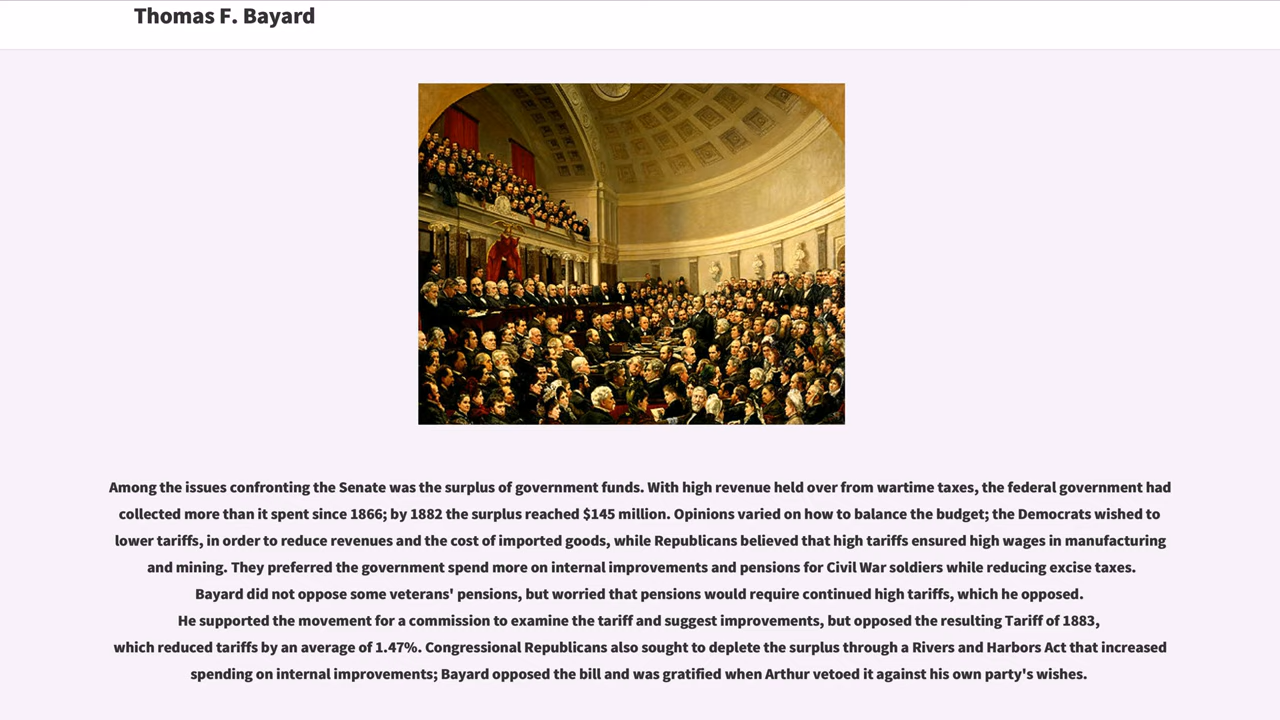 Thomas F. Bayard
Among the issues confronting the Senate was the surplus of government funds. With high revenue held over from wartime taxes, the federal government had
collected more than it spent since 1866; by 1882 the surplus reached $145 million. Opinions varied on how to balance the budget; the Democrats wished to
lower tariffs, in order to reduce revenues and the cost of imported goods, while Republicans believed that high tariffs ensured high wages in manufacturing
and mining. They preferred the government spend more on internal improvements and pensions for Civil War soldiers while reducing excise taxes.
Bayard did not oppose some veterans' pensions, but worried that pensions would require continued high tariffs, which he opposed.
He supported the movement for a commission to examine the tariff and suggest improvements, but opposed the resulting Tariff of 1883,
which reduced tariffs by an average of 1.47%. Congressional Republicans also sought to deplete the surplus through a Rivers and Harbors Act that increased
spending on internal improvements; Bayard opposed the bill and was gratified when Arthur vetoed it against his own party's wishes.